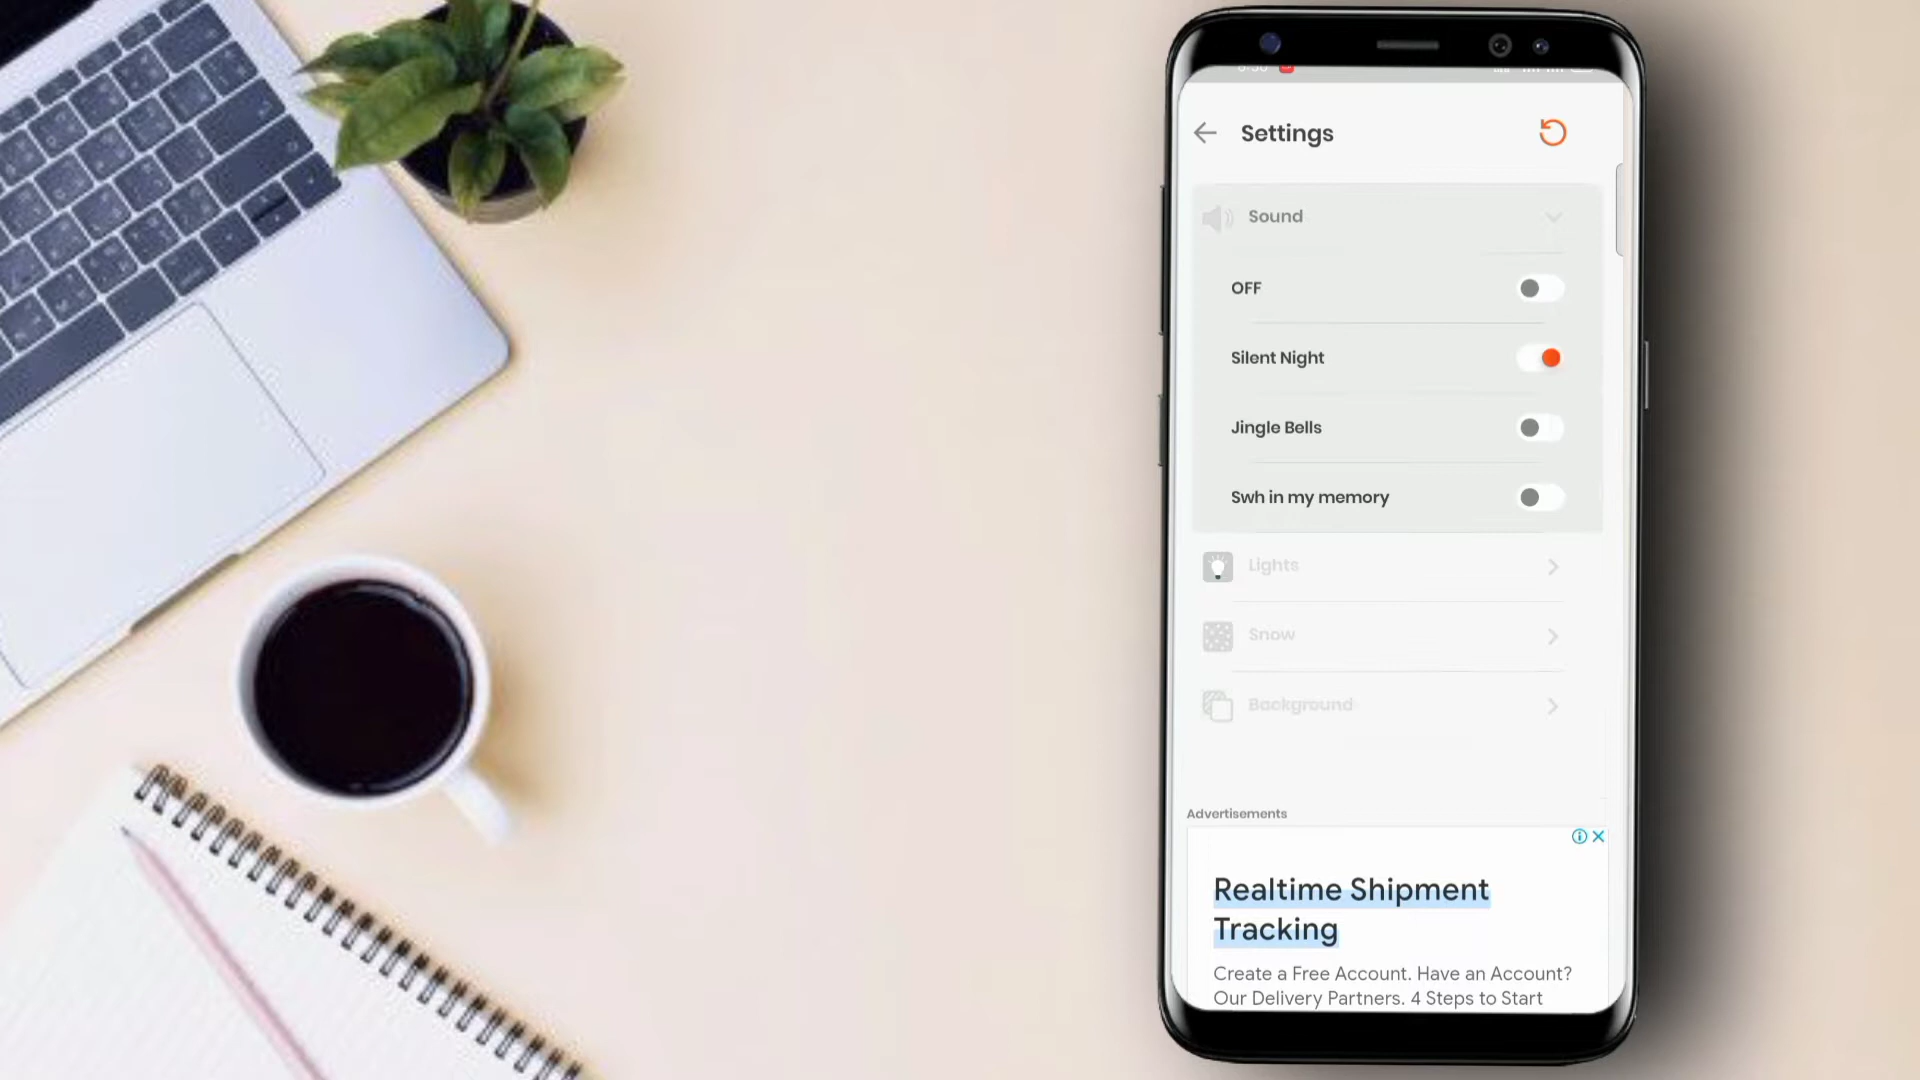 Settings
Sound
OFF
Silent Night
Jingle Bells
Swh in my memory
Lights
Snow
Background
Advertisements
Realtime Shipment
Tracking
Create a Free Account. Have an Account?
Our Delivery Partners. 4 Steps to Start